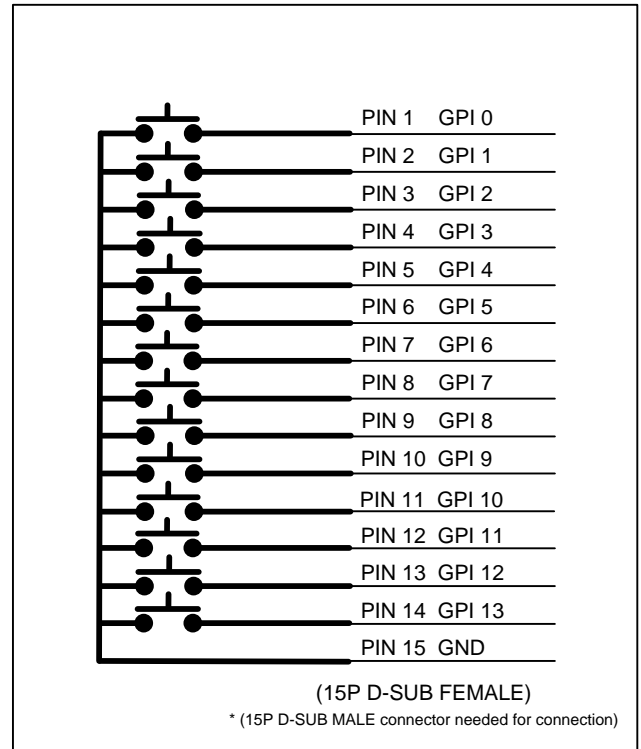 PIN 1 GPI 0
PIN 2 GPI 1
PIN 3 GPI 2
PIN 4 GPI 3
PIN 5 GPI 4
PIN 6 GPI 5
PIN 7 GPI 6
PIN 8 GPI 7
PIN 9 GPI 8
PIN 10 GPI 9
PIN 11 GPI 10
PIN 12 GPI 11
PIN 13 GPI 12
PIN 14 GPI 13
PIN 15 GND
(15P D-SUB FEMALE)
* (15P D-SUB MALE connector needed for connection)